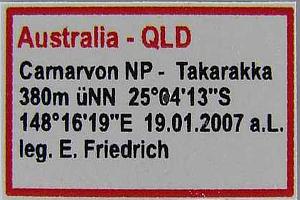 Australia - QLD
Carnarvon NP - Takarakka
380m üNN 25°04'13"S
148°16'19"E 19.01.2007 a.L.
leg. E. Friedrich